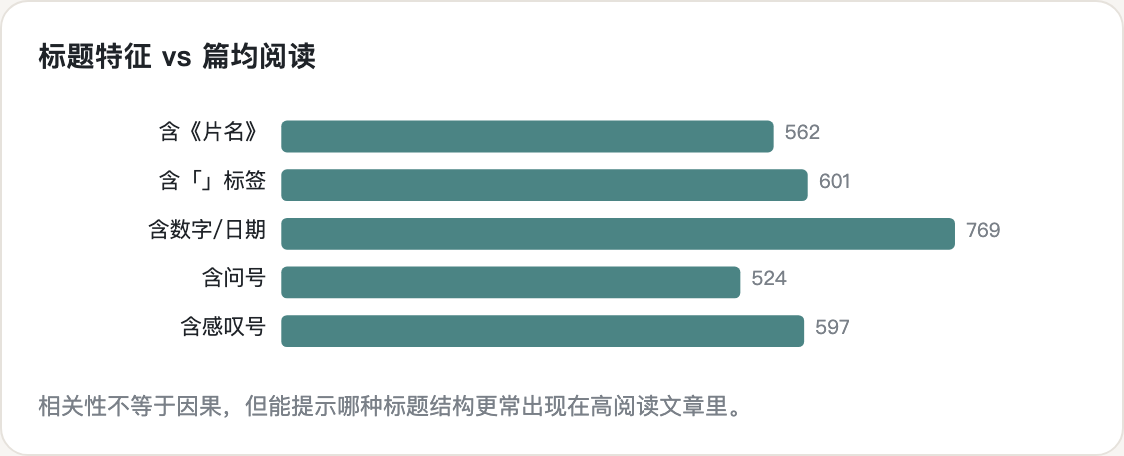 标题特征 vs 篇均阅读
含《片名》 562
含「」标签 601
含数字/日期 769
含问号 524
含感叹号 597
相关性不等于因果，但能提示哪种标题结构更常出现在高阅读文章里。